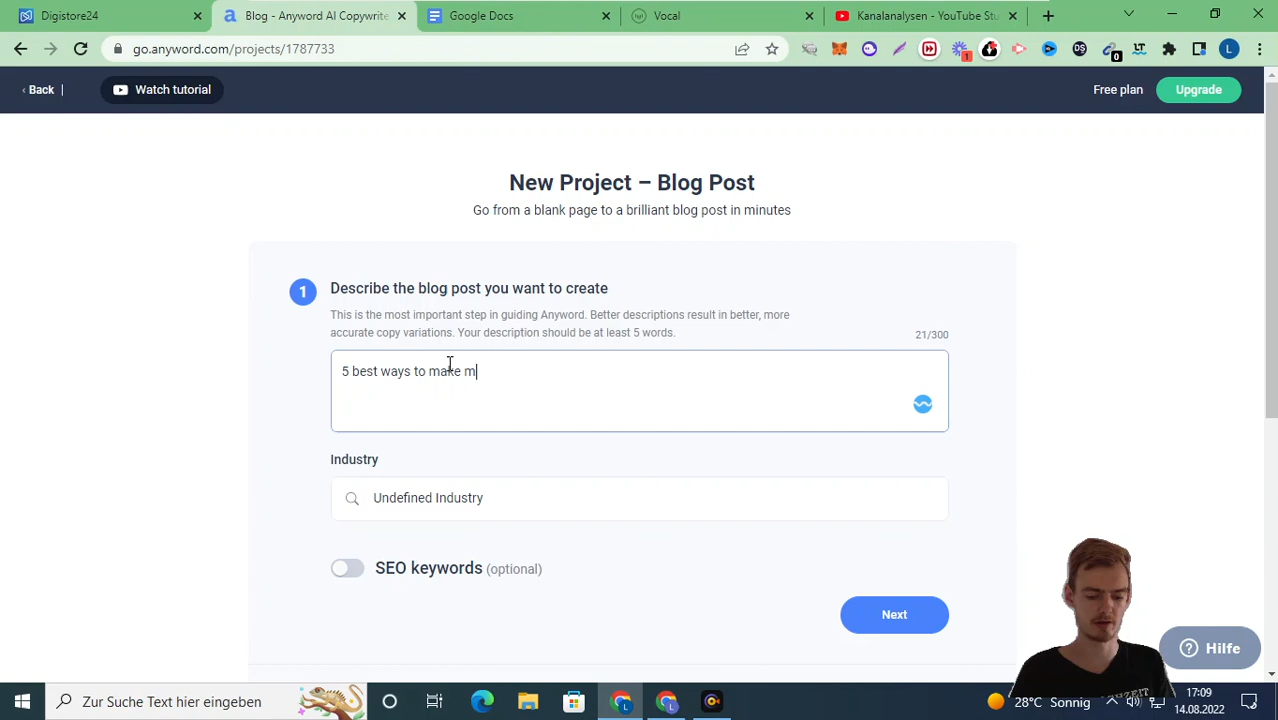 Digistore24
Blog - Anyword AI Copywrite
Google Docs
Vocal
Kanalanalysen - YouTube Stu
go.anyword.com/projects/1787733
Back
Watch tutorial
Free plan
Upgrade
New Project – Blog Post
Go from a blank page to a brilliant blog post in minutes
1
Describe the blog post you want to create
This is the most important step in guiding Anyword. Better descriptions result in better, more
accurate copy variations. Your description should be at least 5 words.
21/300
5 best ways to make m
Industry
Undefined Industry
SEO keywords (optional)
Next
Hilfe
Zur Suche Text hier eingeben
28°C Sonnig
17:09
14.08.2022